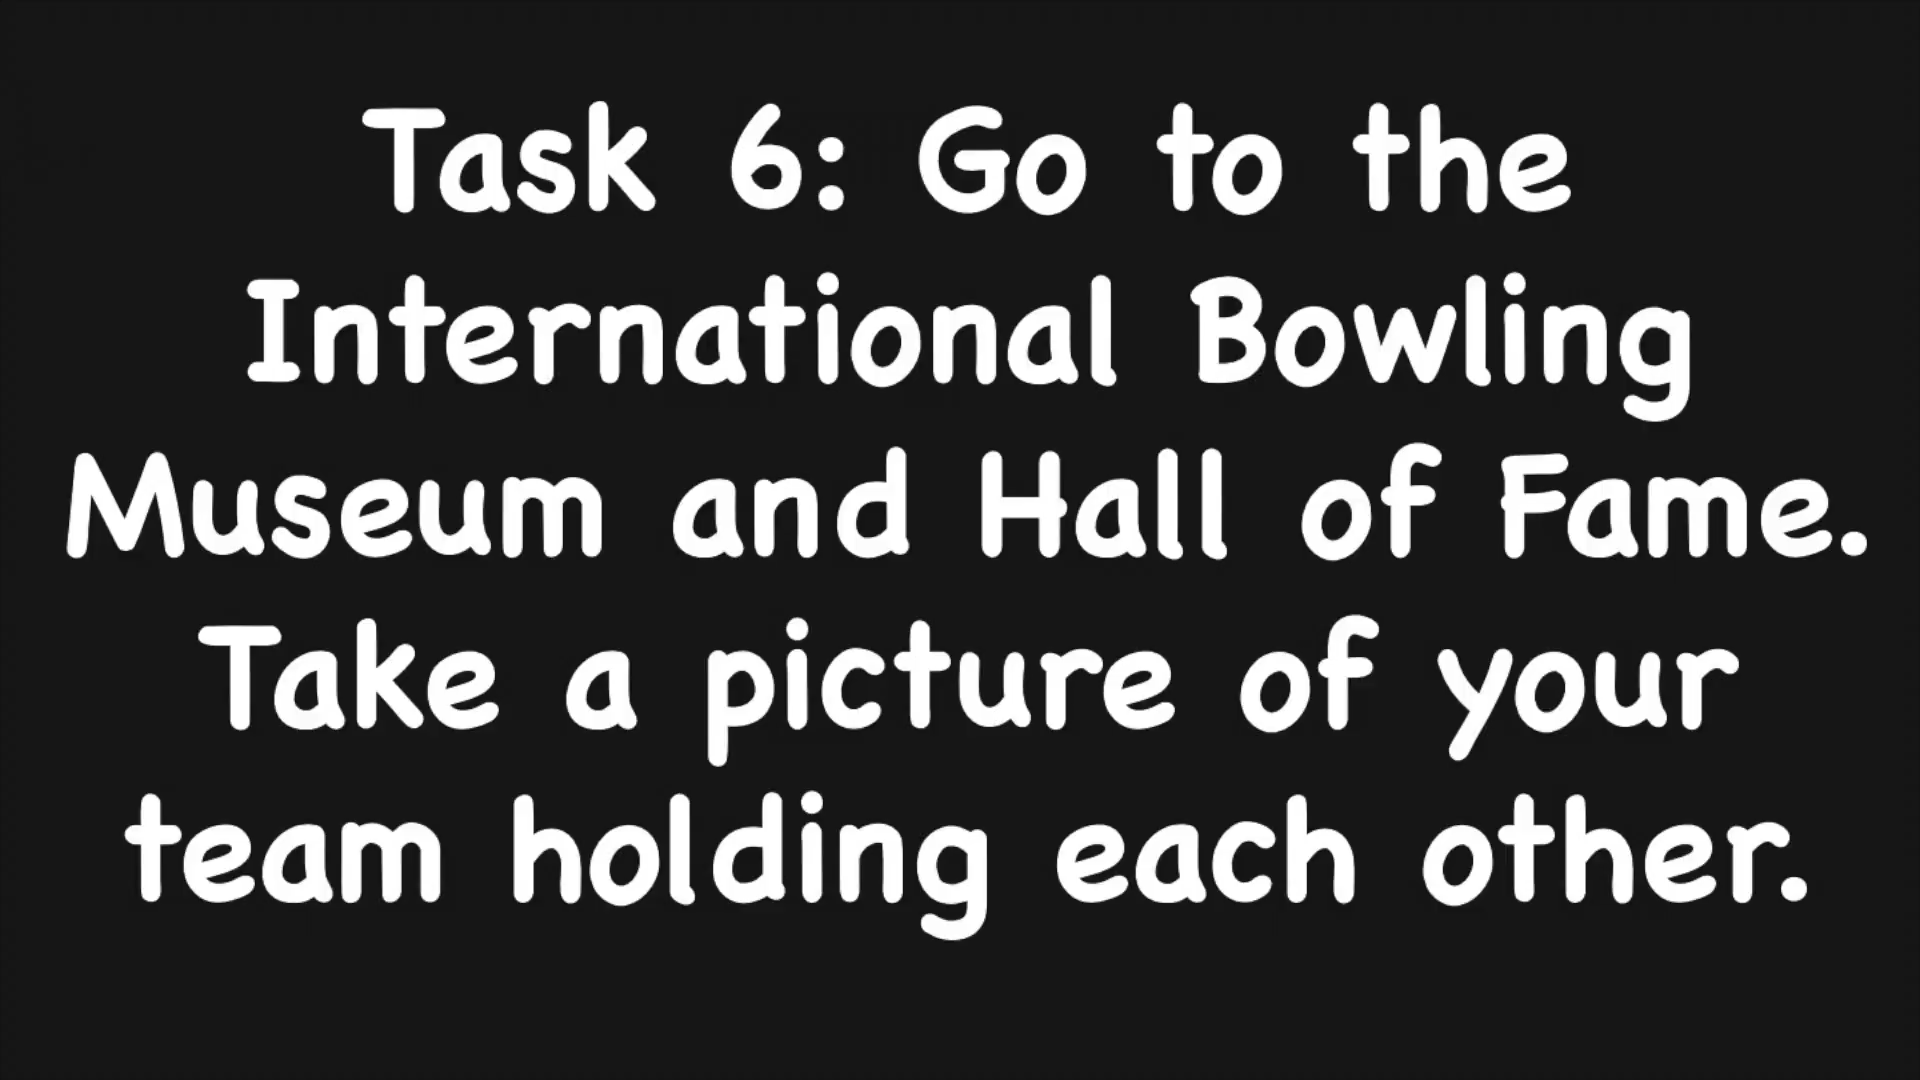 Task 6: Go to the
International Bowling
Museum and Hall of Fame.
Take a picture of your
team holding each other.